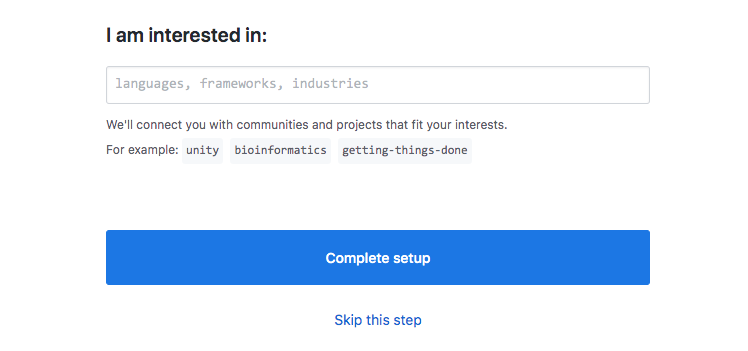 I am interested in:
languages, frameworks, industries
We'll connect you with communities and projects that fit your interests.
For example: unity bioinformatics getting-things-done
Complete setup
Skip this step